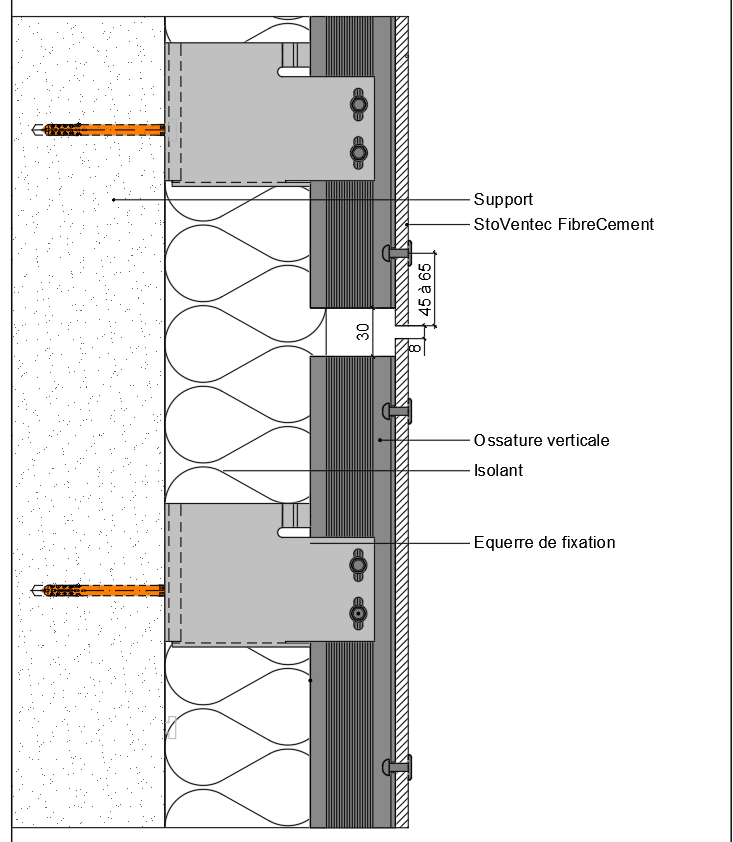 Support
StoVentec FibreCement
45 à 65
30
8
Ossature verticale
Isolant
Equerre de fixation